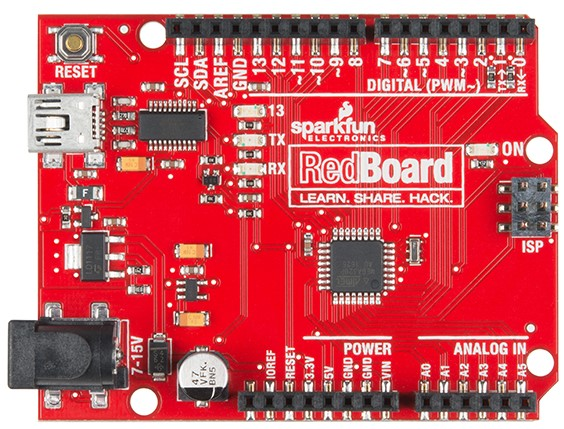 RESET
SCL
SDA
AREF
GND
13
12
11~
10~
9~
8
7
6~
5~
4
3~
2
TX→1
RX←0
DIGITAL (PWM~)
13
TX
RX
sparkfun
ELECTRONICS
RedBoard
LEARN. SHARE. HACK.
ON
ISP
F
7-15V
47
VFK
BN5
POWER
ANALOG IN
IOREF
RESET
3.3V
5V
GND
GND
VIN
A0
A1
A2
A3
A4
A5